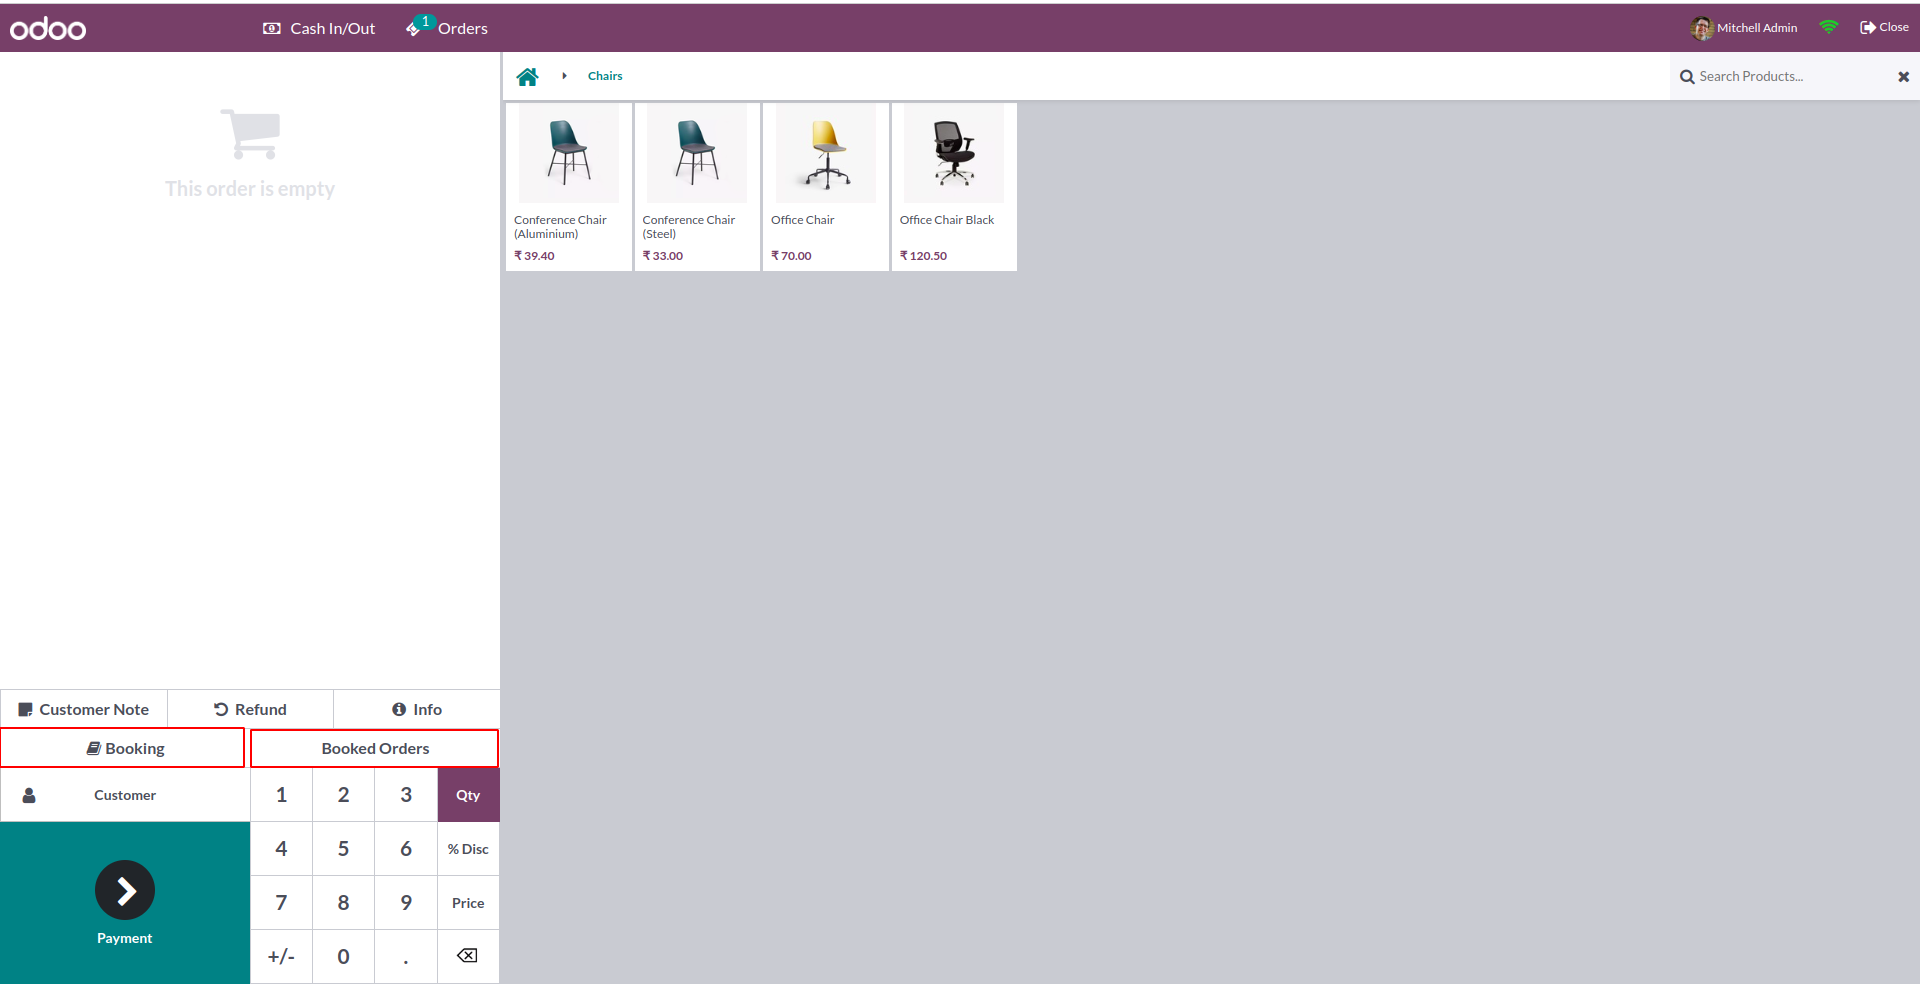 odoo
Cash In/Out
1
Orders
Mitchell Admin
Close
This order is empty
Chairs
Search Products...
Conference Chair
(Aluminium)
₹ 39.40
Conference Chair
(Steel)
₹ 33.00
Office Chair
₹ 70.00
Office Chair Black
₹ 120.50
Customer Note
Refund
Info
Booking
Booked Orders
Customer
1 2 3 Qty
4 5 6 % Disc
7 8 9 Price
Payment
+/- 0 .